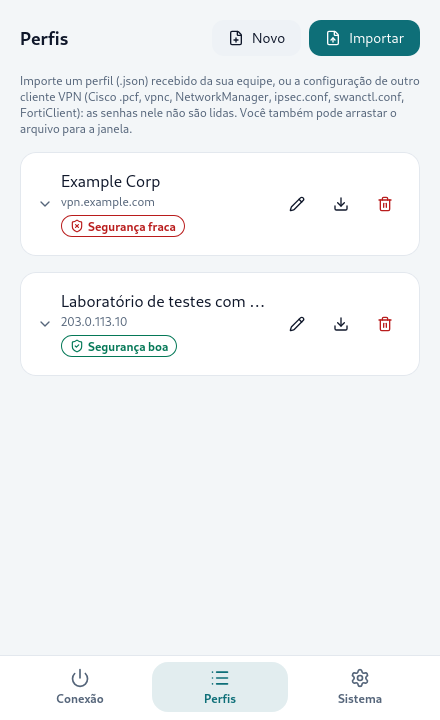 Perfis
Novo
Importar
Importe um perfil (.json) recebido da sua equipe, ou a configuração de outro
cliente VPN (Cisco .pcf, vpnc, NetworkManager, ipsec.conf, swanctl.conf,
FortiClient): as senhas nele não são lidas. Você também pode arrastar o
arquivo para a janela.
Example Corp
vpn.example.com
Segurança fraca
Laboratório de testes com ...
203.0.113.10
Segurança boa
Conexão
Perfis
Sistema